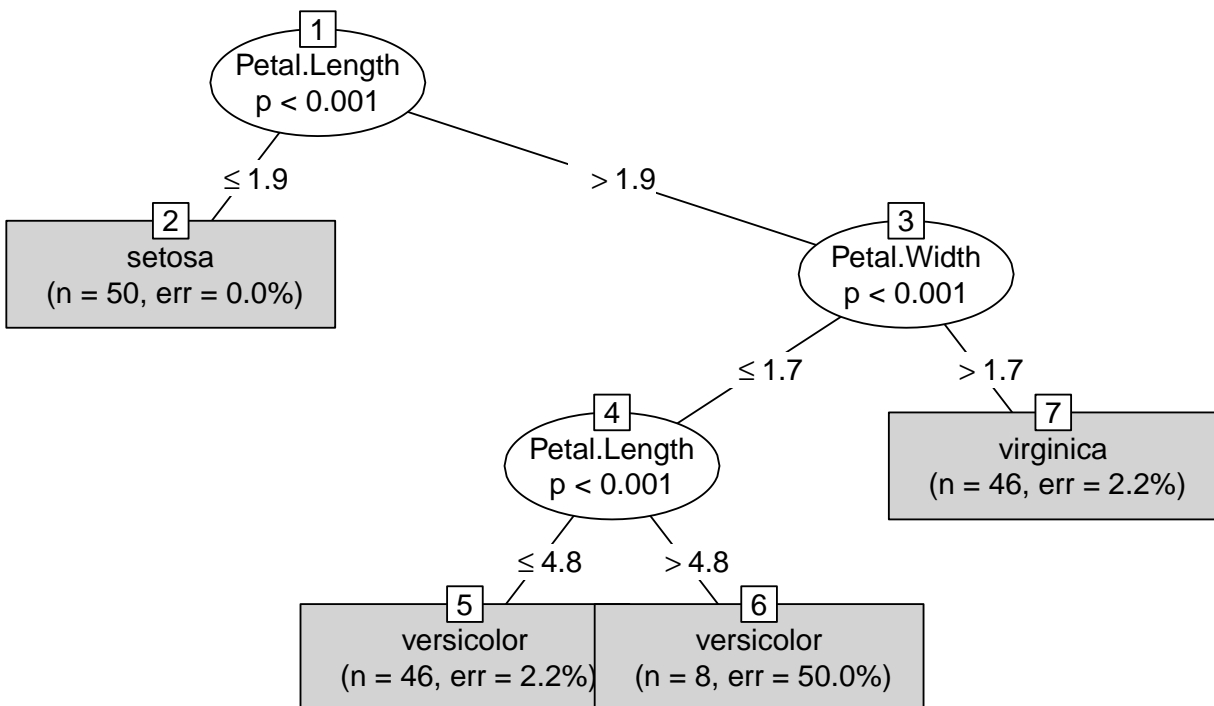 1
Petal.Length
p < 0.001
≤ 1.9
> 1.9
2
setosa
(n = 50, err = 0.0%)
3
Petal.Width
p < 0.001
≤ 1.7
> 1.7
4
Petal.Length
p < 0.001
7
virginica
(n = 46, err = 2.2%)
≤ 4.8
> 4.8
5
versicolor
(n = 46, err = 2.2%)
6
versicolor
(n = 8, err = 50.0%)